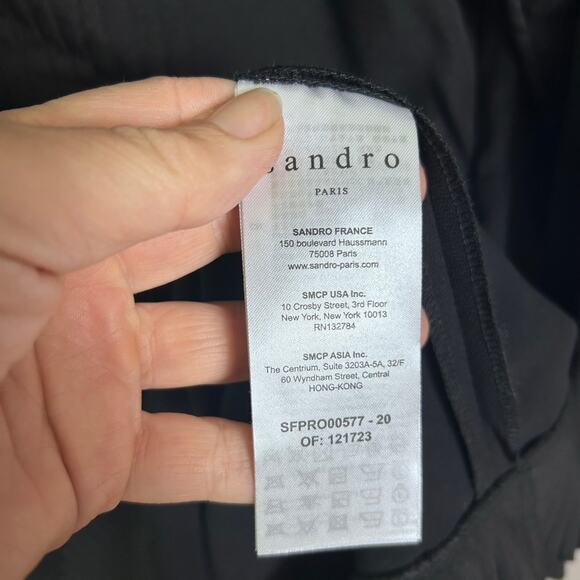 sandro
PARIS
SANDRO FRANCE
150 boulevard Haussmann
75008 Paris
www.sandro-paris.com
SMCP USA Inc.
10 Crosby Street, 3rd Floor
New York, New York 10013
RN132784
SMCP ASIA Inc.
The Centrium, Suite 3203A-5A, 32/F
60 Wyndham Street, Central
HONG-KONG
SFPRO00577 - 20
OF: 121723